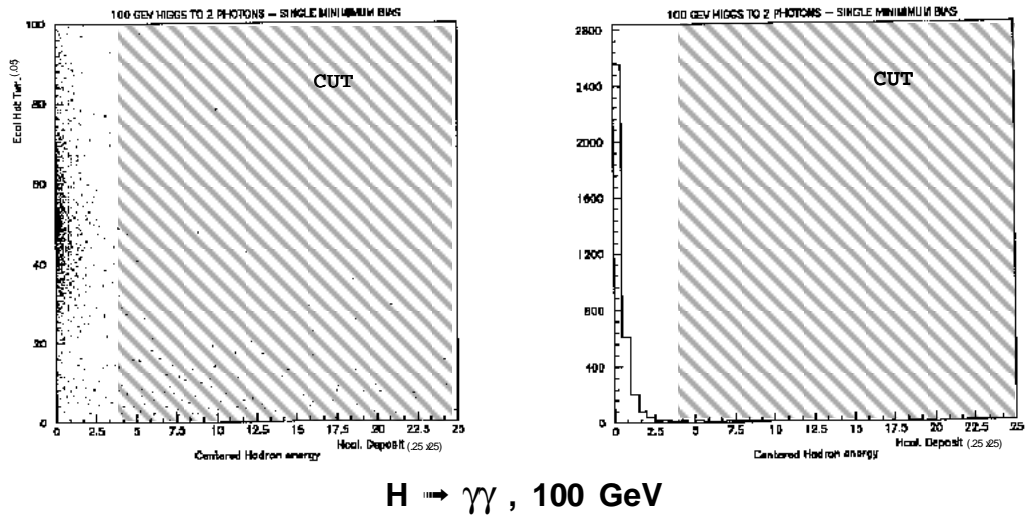 100 GEV HIGGS TO 2 PHOTONS – SINGLE MINIMUM BIAS
Ecal Hot Twr. (.05
100
80
60
40
20
0
CUT
0 2.5 5 7.5 10 12.5 15 17.5 20 22.5 25
Hcal. Deposit (.25 x25)
Centered Hadron energy
100 GEV HIGGS TO 2 PHOTONS – SINGLE MINIMUM BIAS
2800
2400
2000
1600
1200
800
400
0
CUT
0 2.5 5 7.5 10 12.5 15 17.5 20 22.5 25
Hcal. Deposit (.25 x25)
Centered Hadron energy
H ➟ γγ , 100 GeV